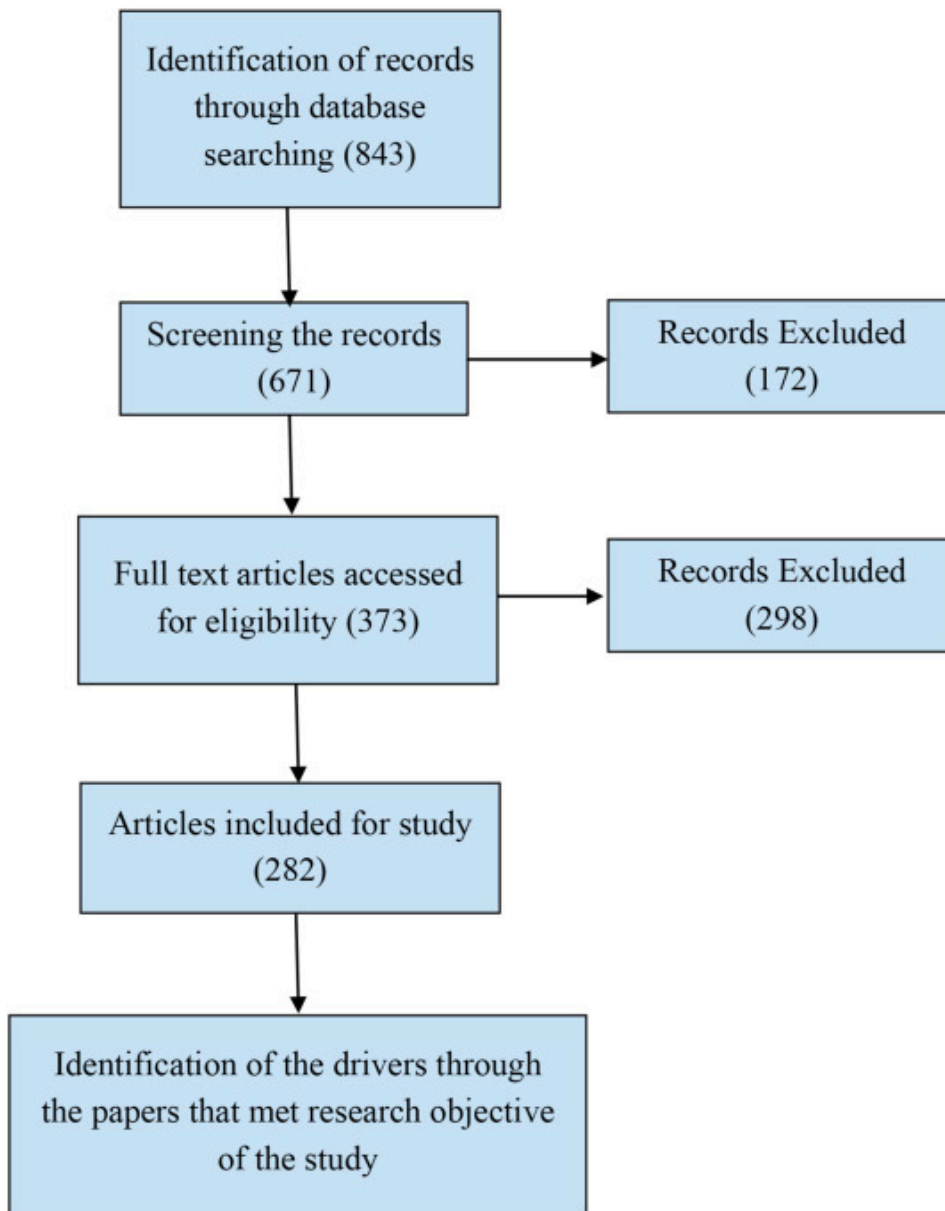 Identification of records
through database
searching (843)
Screening the records
(671)
Records Excluded
(172)
Full text articles accessed
for eligibility (373)
Records Excluded
(298)
Articles included for study
(282)
Identification of the drivers through
the papers that met research objective
of the study